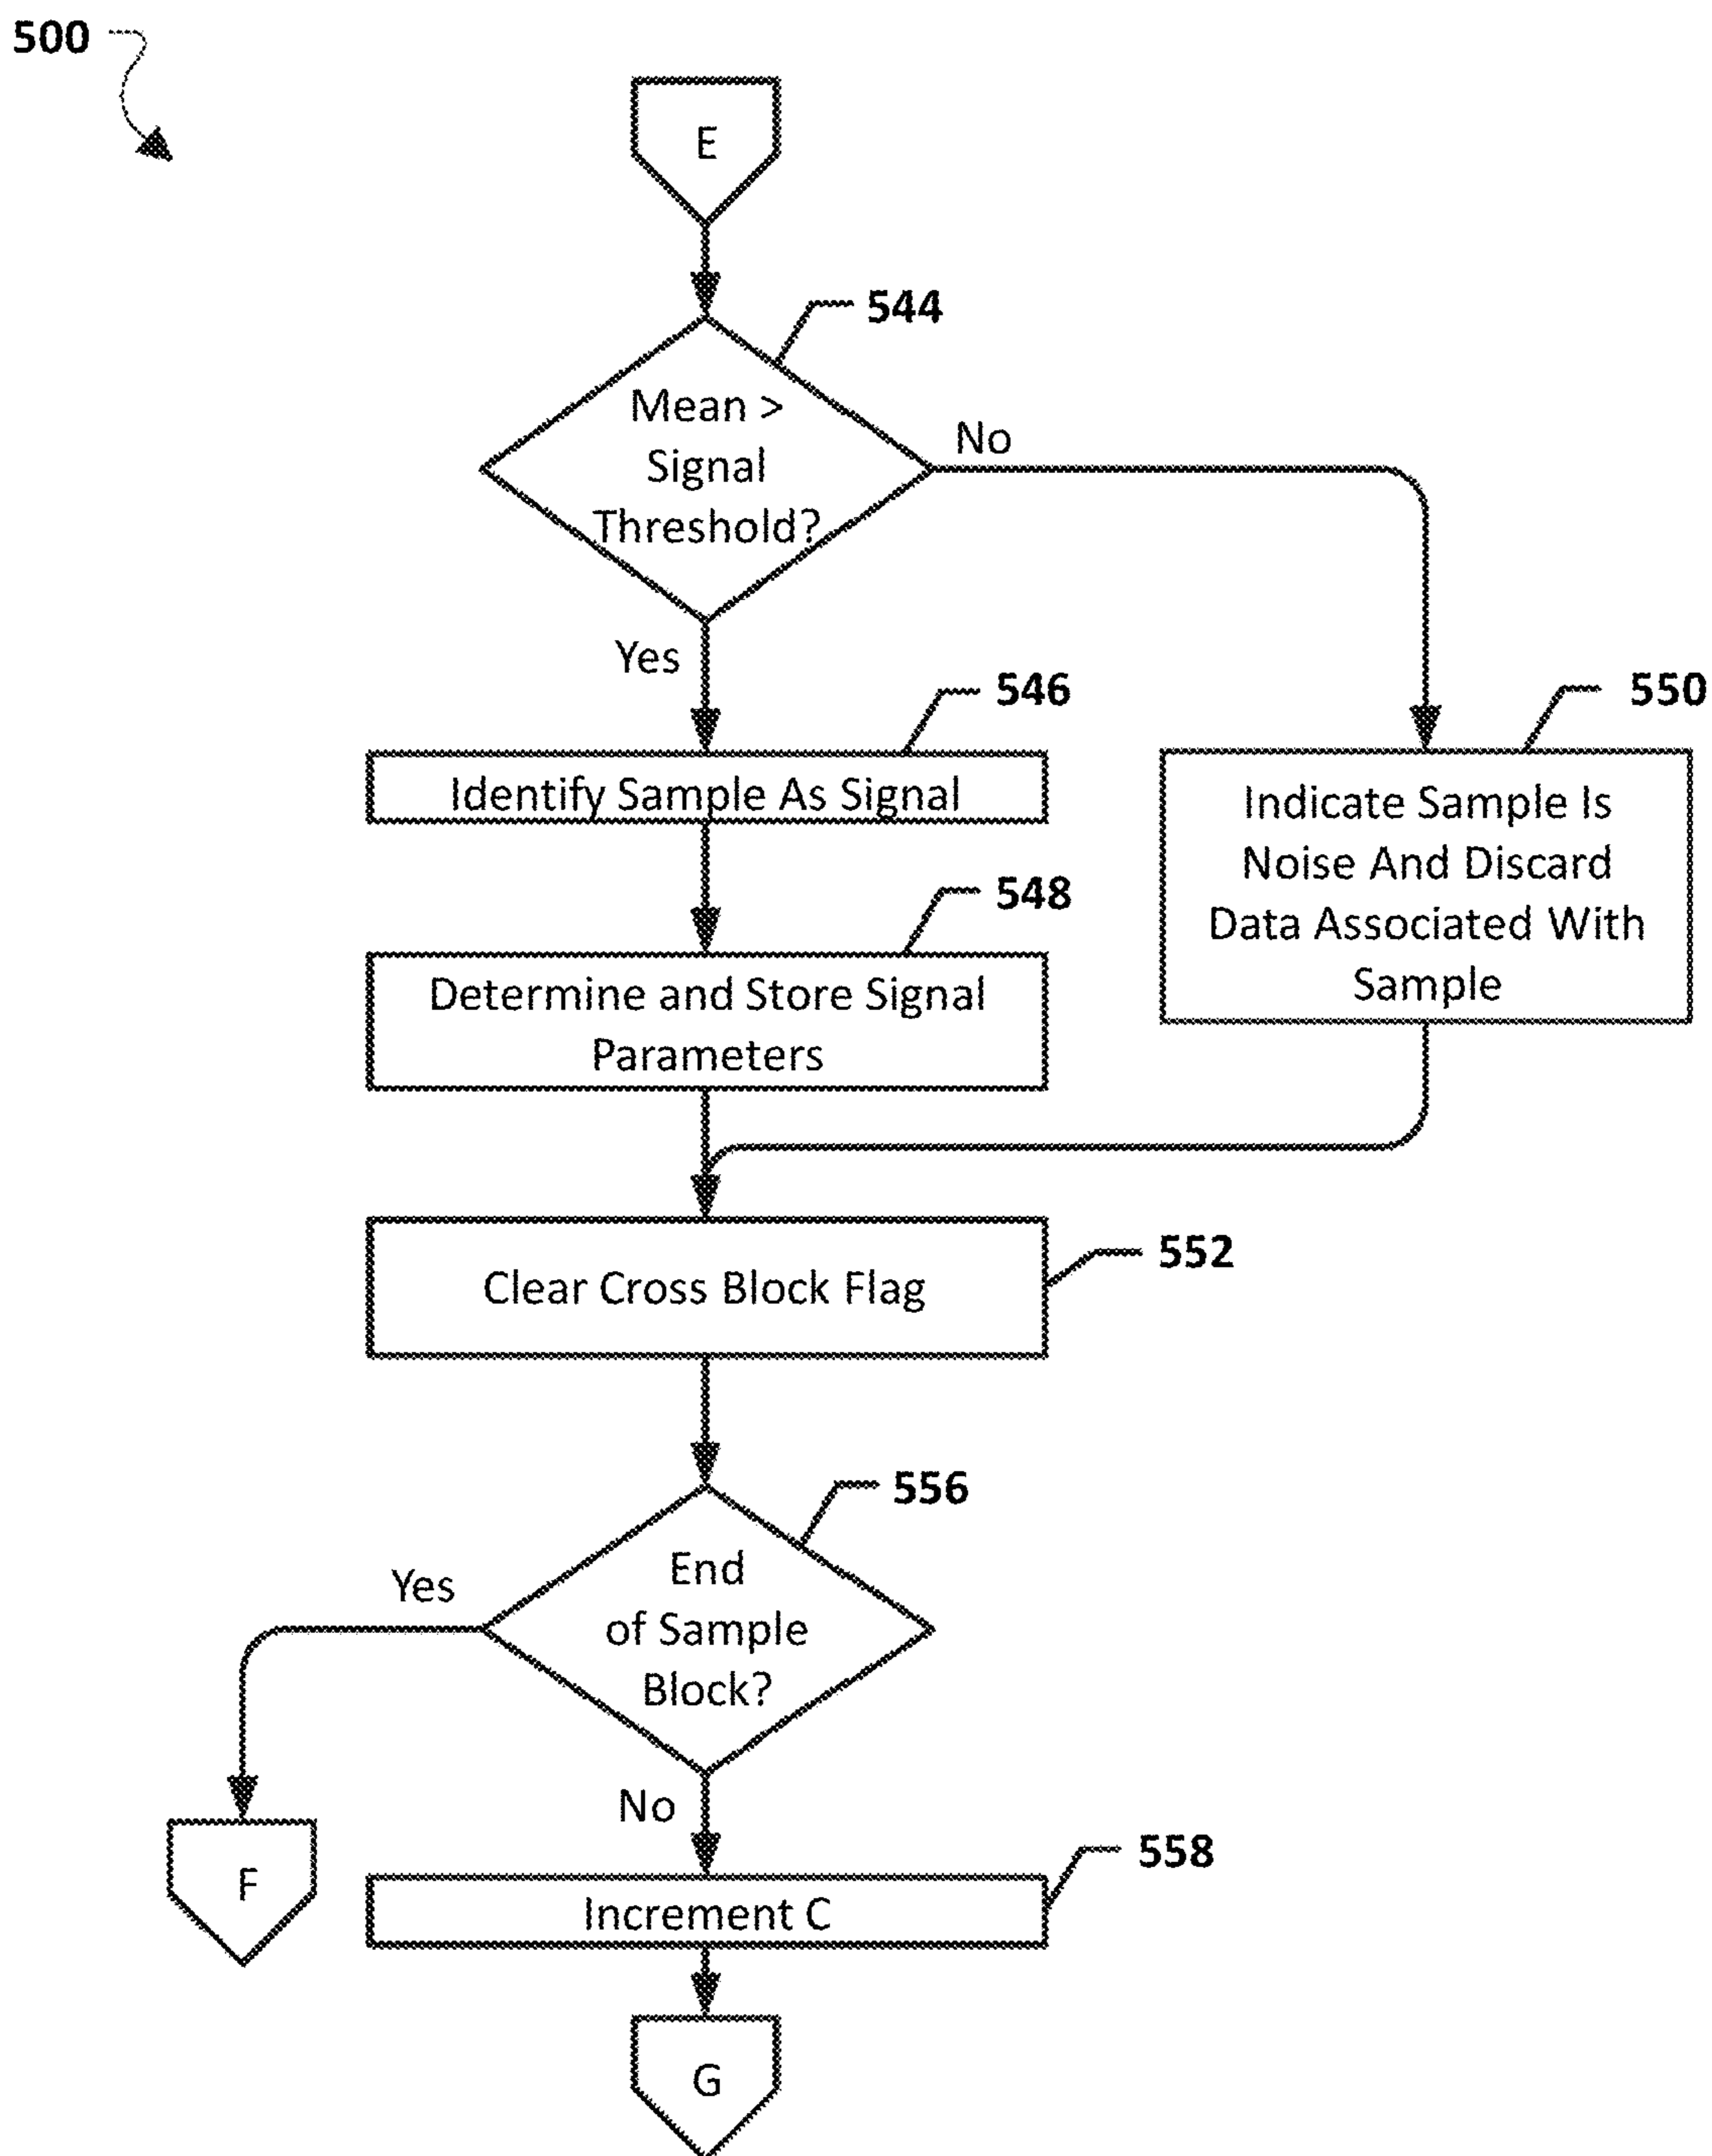 500
E
544
Mean >
Signal
Threshold?
No
Yes
546
Identify Sample As Signal
550
Indicate Sample Is
Noise And Discard
Data Associated With
Sample
548
Determine and Store Signal
Parameters
552
Clear Cross Block Flag
556
End
of Sample
Block?
Yes
No
F
558
Increment C
G